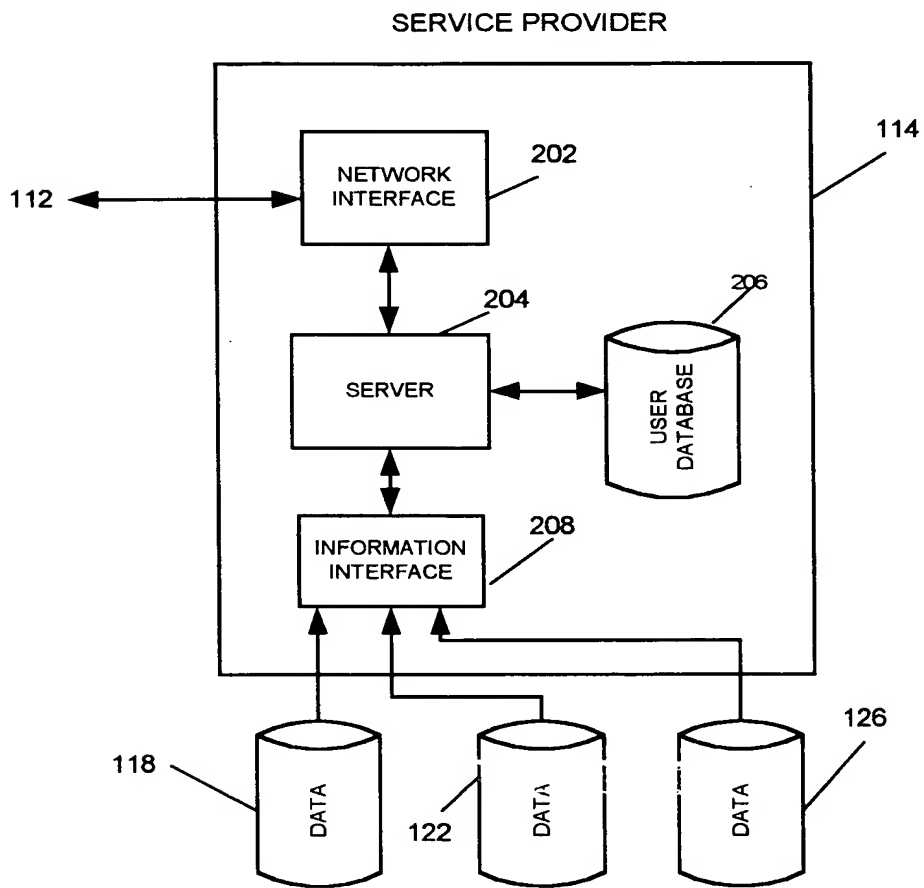 SERVICE PROVIDER
114
NETWORK
INTERFACE
202
112
204
206
SERVER
USER
DATABASE
INFORMATION
INTERFACE
208
118
DATA
122
DATA
126
DATA